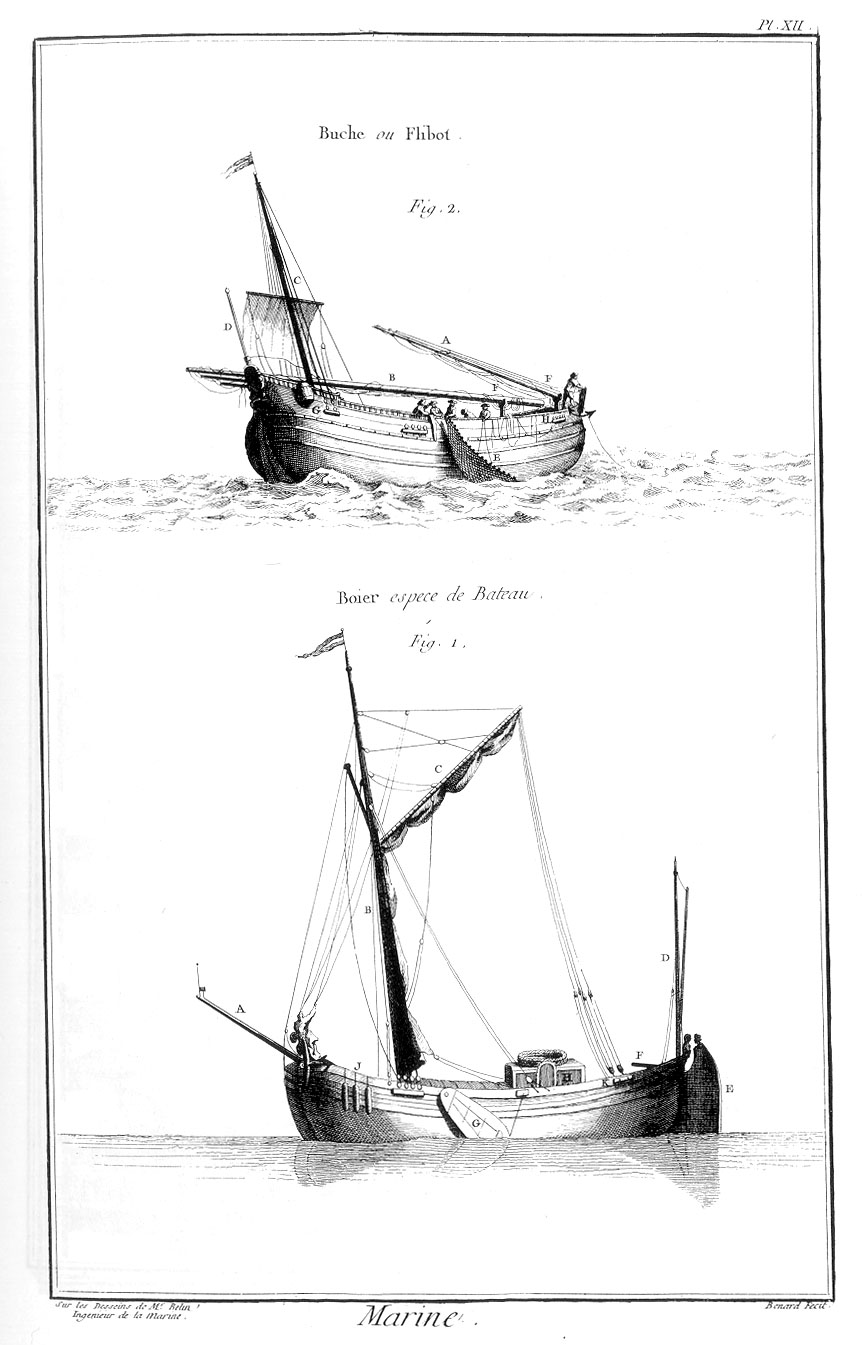 Pl. XII.
Buche ou Flibot.
Fig. 2.
C
D
A
B
F
F
G
H
E
Boier espece de Bateau.
Fig. 1.
C
B
D
A
F
J
K
E
G
Sur les Desseins de Mr. Belin
Ingenieur de la Marine.
Marine.
Benard Fecit.